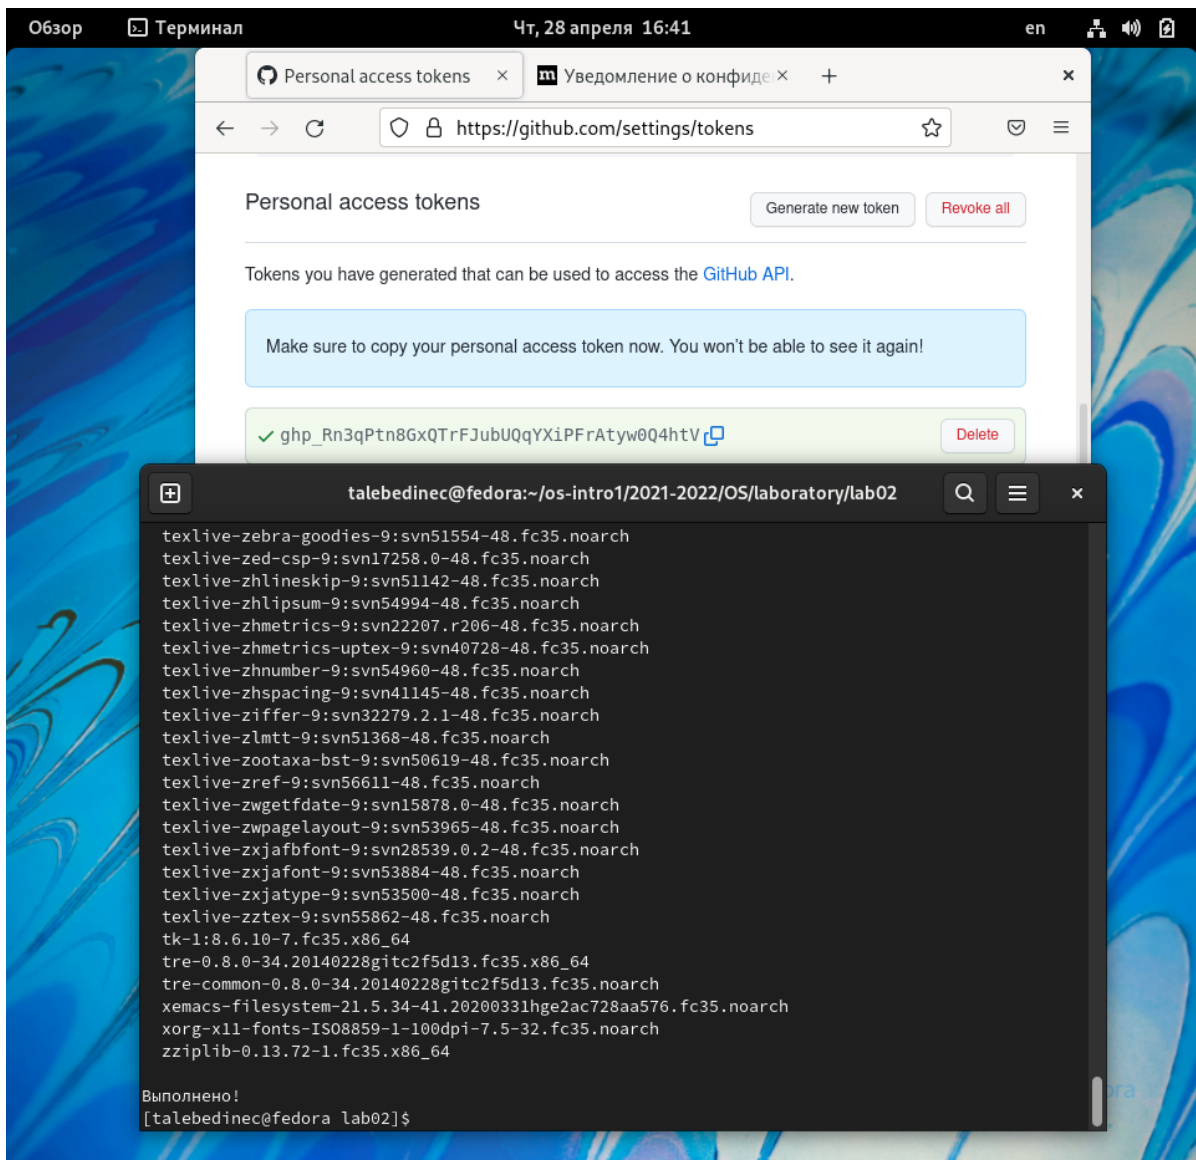 Обзор Терминал Чт, 28 апреля 16:41 en
Personal access tokens × m Уведомление о конфиде × +
https://github.com/settings/tokens
Personal access tokens Generate new token Revoke all
Tokens you have generated that can be used to access the GitHub API.
Make sure to copy your personal access token now. You won't be able to see it again!
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 Delete
talebedinec@fedora:~/os-intro1/2021-2022/OS/laboratory/lab02
texlive-zebra-goodies-9:svn51554-48.fc35.noarch
texlive-zed-csp-9:svn17258.0-48.fc35.noarch
texlive-zhlineskip-9:svn51142-48.fc35.noarch
texlive-zhlipsum-9:svn54994-48.fc35.noarch
texlive-zhmetrics-9:svn22207.r206-48.fc35.noarch
texlive-zhmetrics-uptex-9:svn40728-48.fc35.noarch
texlive-zhnumber-9:svn54960-48.fc35.noarch
texlive-zhspacing-9:svn41145-48.fc35.noarch
texlive-ziffer-9:svn32279.2.1-48.fc35.noarch
texlive-zlmtt-9:svn51368-48.fc35.noarch
texlive-zootaxa-bst-9:svn50619-48.fc35.noarch
texlive-zref-9:svn56611-48.fc35.noarch
texlive-zwgetfdate-9:svn15878.0-48.fc35.noarch
texlive-zwpagelayout-9:svn53965-48.fc35.noarch
texlive-zxjafbfont-9:svn28539.0.2-48.fc35.noarch
texlive-zxjafont-9:svn53884-48.fc35.noarch
texlive-zxjatype-9:svn53500-48.fc35.noarch
texlive-zztex-9:svn55862-48.fc35.noarch
tk-1:8.6.10-7.fc35.x86_64
tre-0.8.0-34.20140228gitc2f5d13.fc35.x86_64
tre-common-0.8.0-34.20140228gitc2f5d13.fc35.noarch
xemacs-filesystem-21.5.34-41.20200331hge2ac728aa576.fc35.noarch
xorg-x11-fonts-ISO8859-1-100dpi-7.5-32.fc35.noarch
zziplib-0.13.72-1.fc35.x86_64
Выполнено!
[talebedinec@fedora lab02]$